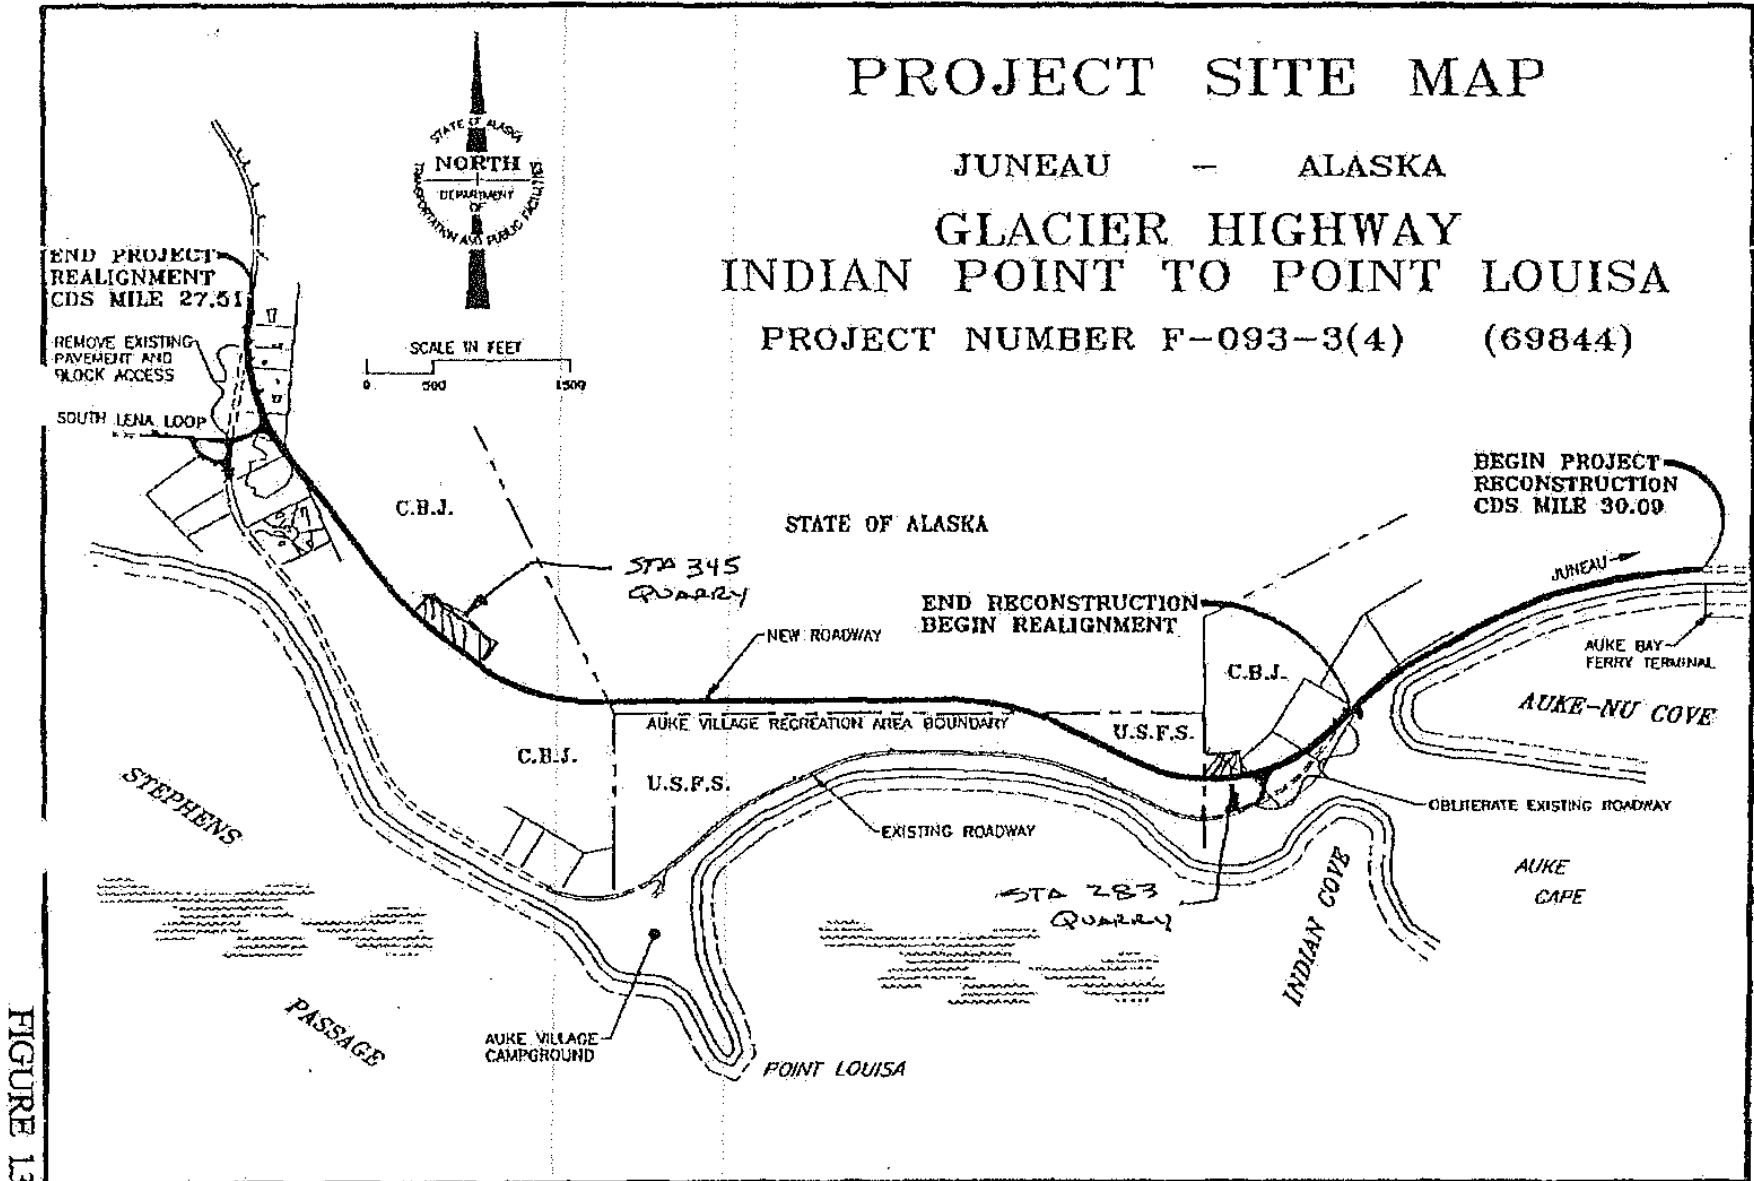 PROJECT SITE MAP
JUNEAU - ALASKA
GLACIER HIGHWAY
INDIAN POINT TO POINT LOUISA
PROJECT NUMBER F-093-3(4) (69844)
STATE OF ALASKA
NORTH
DEPARTMENT
OF
TRANSPORTATION AND PUBLIC FACILITIES
SCALE IN FEET
0 500 1500
END PROJECT
REALIGNMENT
CDS MILE 27.51
REMOVE EXISTING
PAVEMENT AND
BLOCK ACCESS
SOUTH LENA LOOP
C.B.J.
STATE OF ALASKA
BEGIN PROJECT
RECONSTRUCTION
CDS MILE 30.09
JUNEAU
STA 345
QUARRY
END RECONSTRUCTION
BEGIN REALIGNMENT
NEW ROADWAY
C.B.J.
AUKE BAY
FERRY TERMINAL
AUKE-NU COVE
AUKE VILLAGE RECREATION AREA BOUNDARY
U.S.F.S.
C.B.J.
U.S.F.S.
STEPHENS
PASSAGE
EXISTING ROADWAY
OBLITERATE EXISTING ROADWAY
STA 283
QUARRY
INDIAN COVE
AUKE
CAPE
AUKE VILLAGE
CAMPGROUND
POINT LOUISA
FIGURE 13